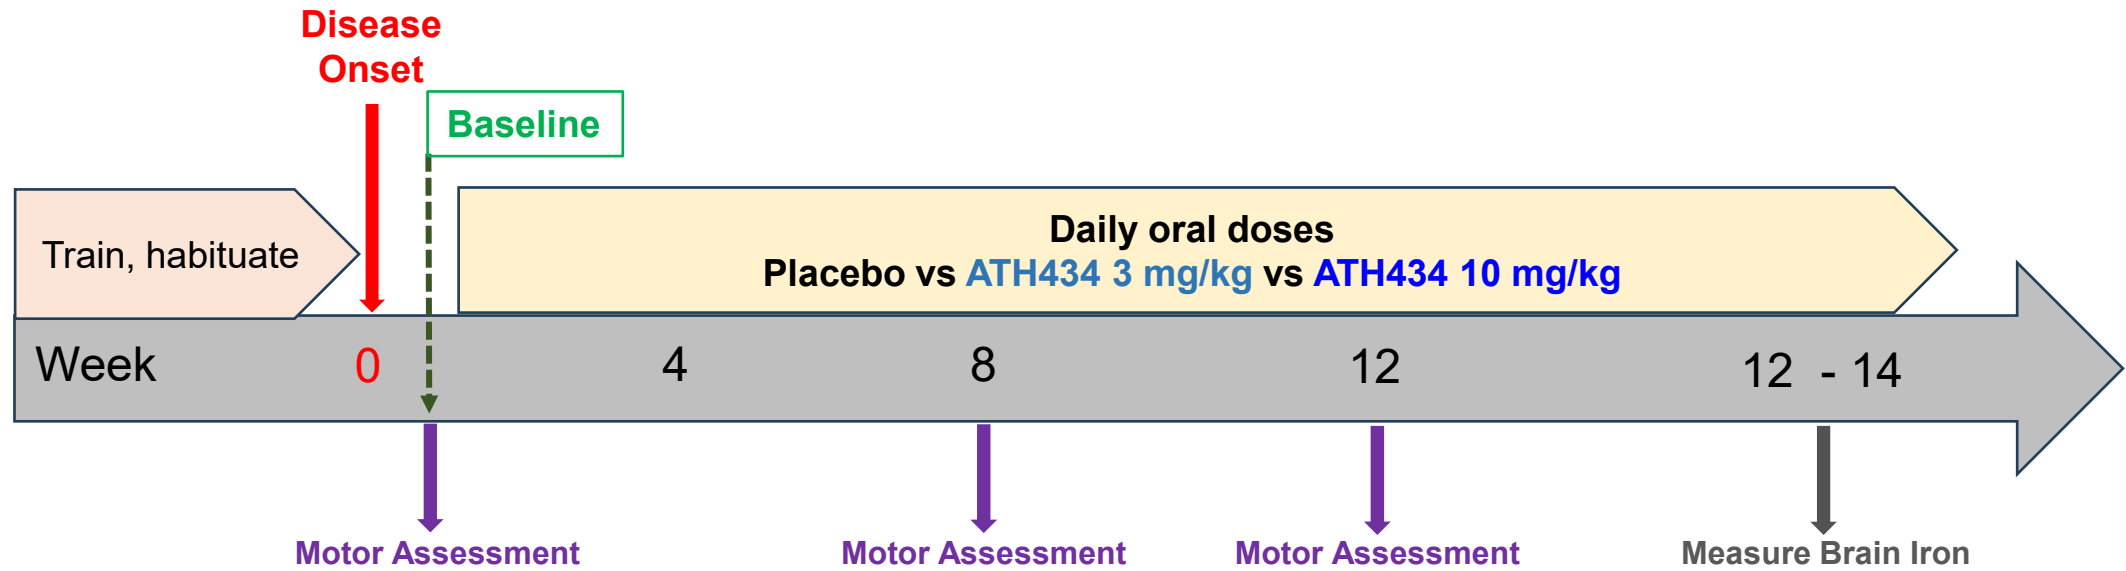 Disease
Onset
Baseline
Train, habituate
Daily oral doses
Placebo vs ATH434 3 mg/kg vs ATH434 10 mg/kg
Week 0 4 8 12 12 - 14
Motor Assessment Motor Assessment Motor Assessment Measure Brain Iron